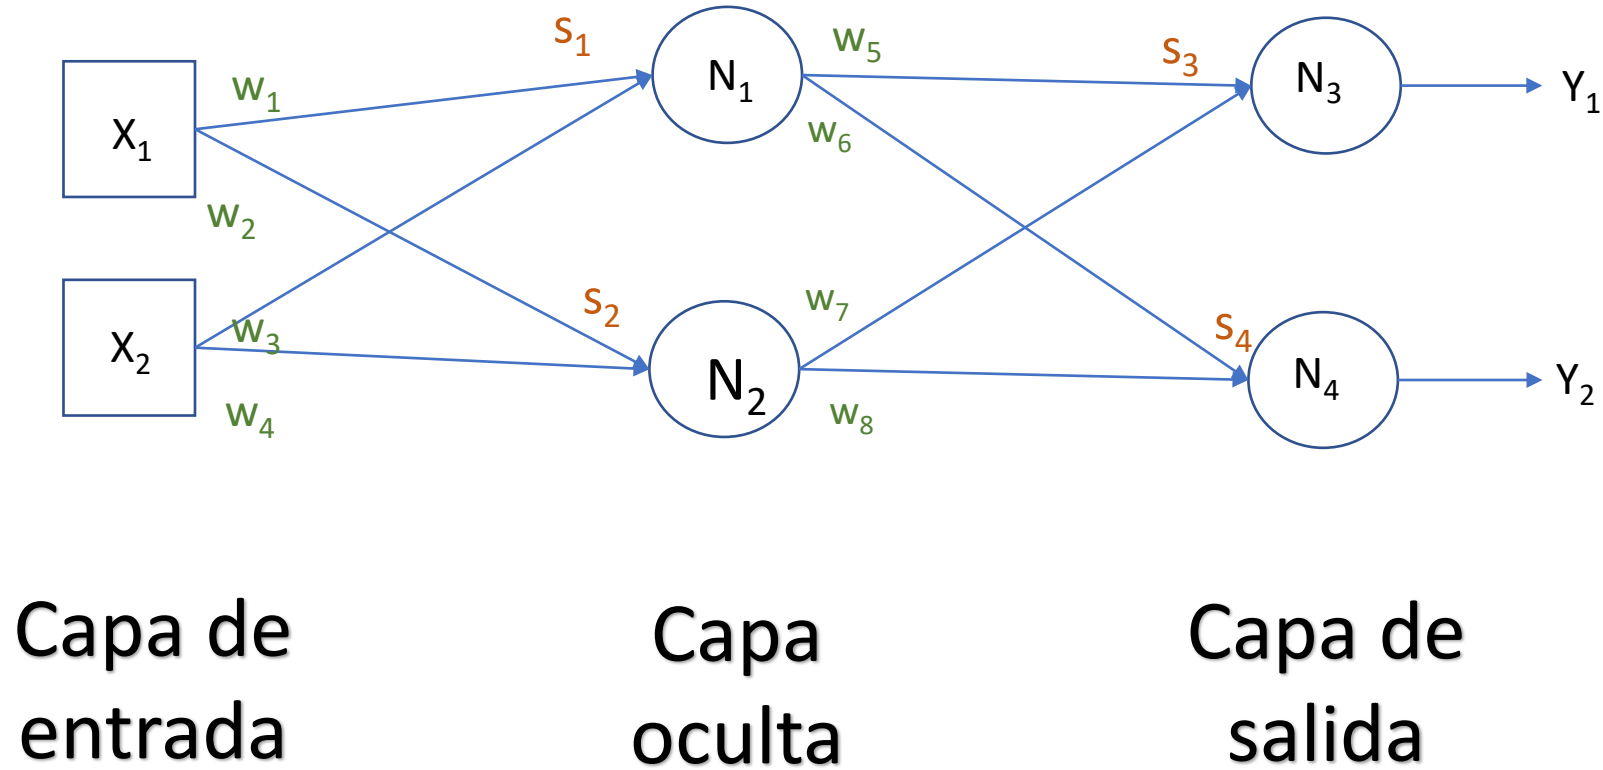 X₁
X₂
w₁
w₂
w₃
w₄
s₁
s₂
N₁
N₂
w₅
w₆
w₇
w₈
s₃
s₄
N₃
N₄
Y₁
Y₂
Capa de
entrada
Capa
oculta
Capa de
salida